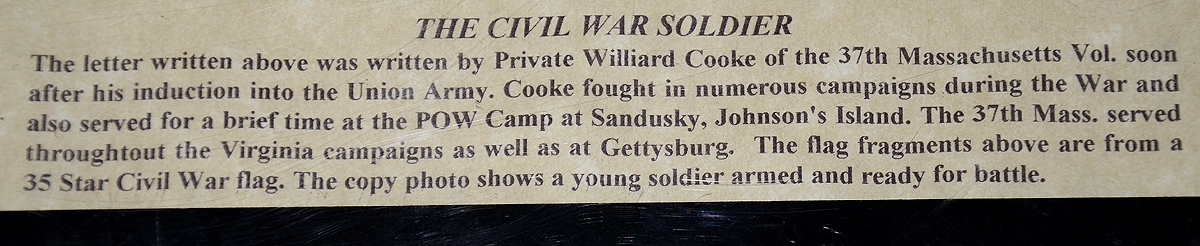 THE CIVIL WAR SOLDIER
The letter written above was written by Private Williard Cooke of the 37th Massachusetts Vol. soon
after his induction into the Union Army. Cooke fought in numerous campaigns during the War and
also served for a brief time at the POW Camp at Sandusky, Johnson's Island. The 37th Mass. served
throughtout the Virginia campaigns as well as at Gettysburg. The flag fragments above are from a
35 Star Civil War flag. The copy photo shows a young soldier armed and ready for battle.